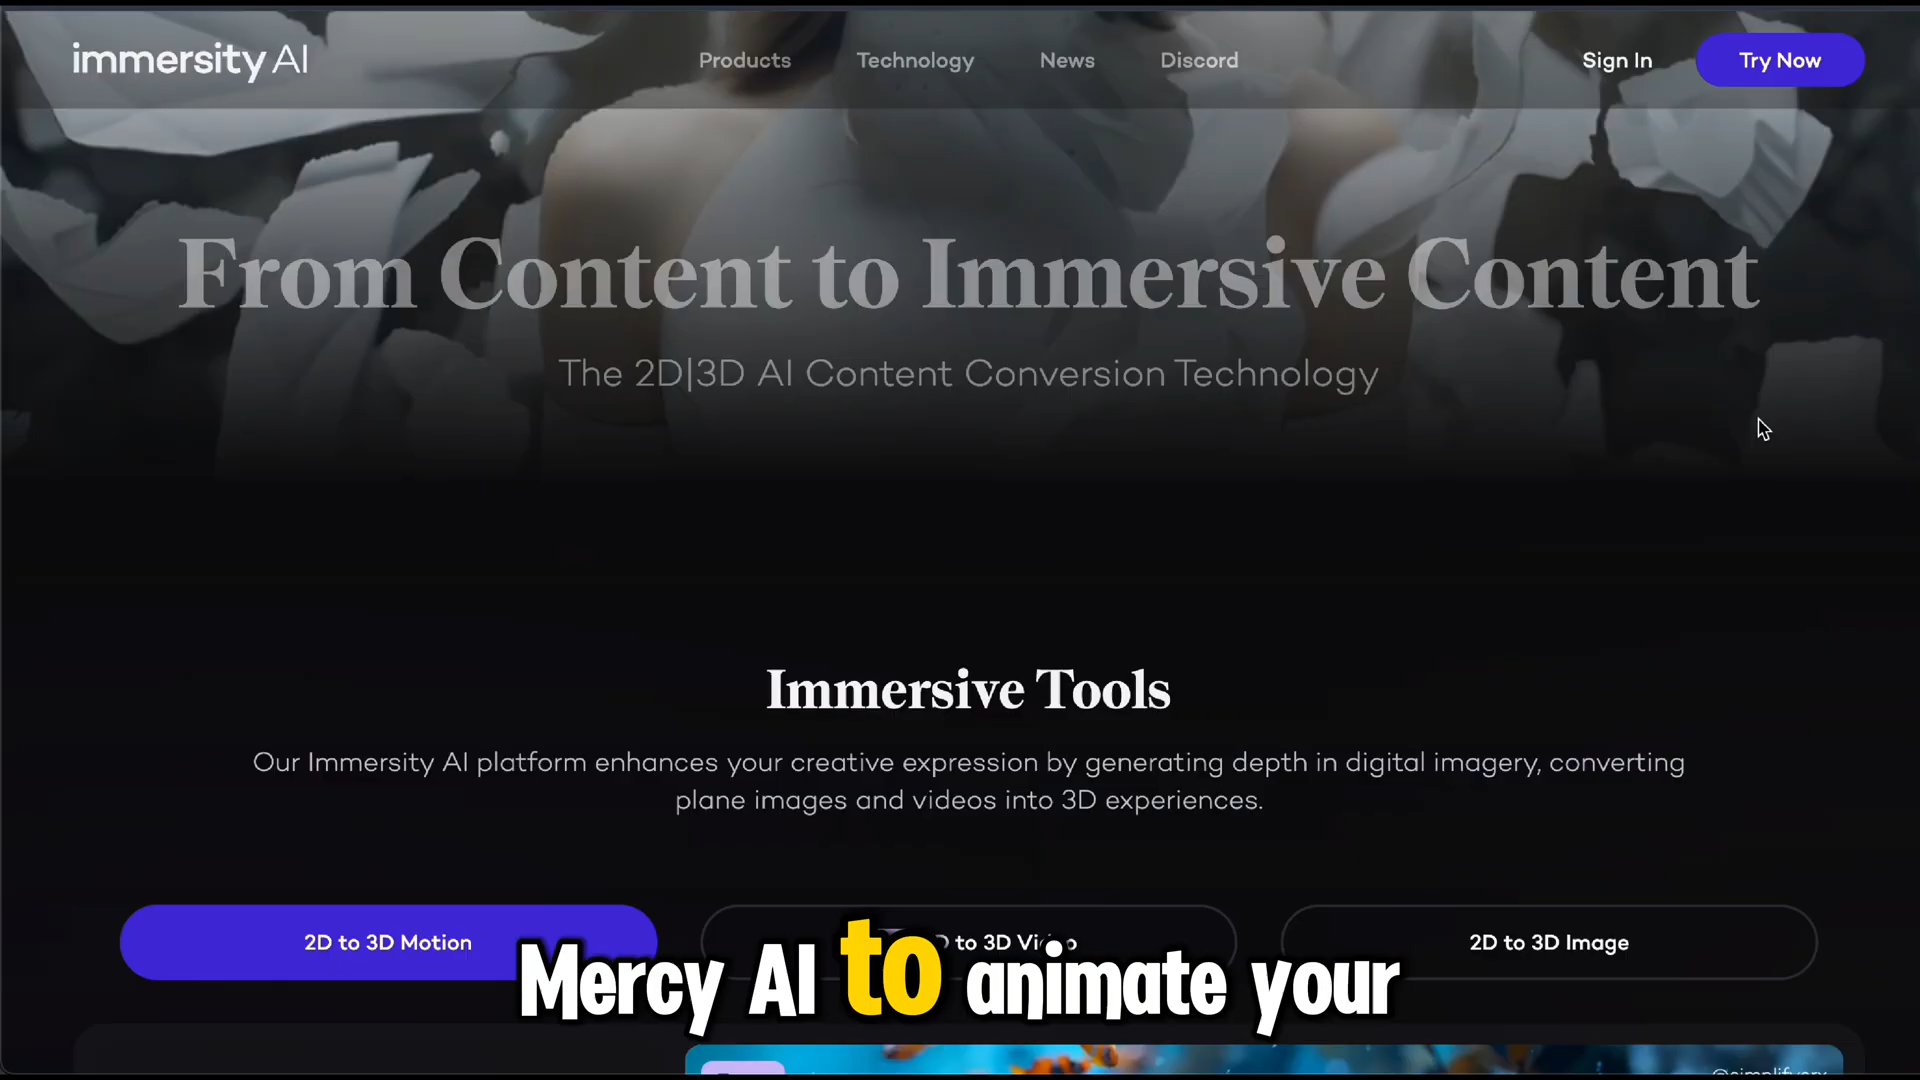 immersity AI
Products Technology News Discord Sign In Try Now
From Content to Immersive Content
The 2D|3D AI Content Conversion Technology
Immersive Tools
Our Immersity AI platform enhances your creative expression by generating depth in digital imagery, converting
plane images and videos into 3D experiences.
2D to 3D Motion
to 3D Video
2D to 3D Image
Mercy AI to animate your